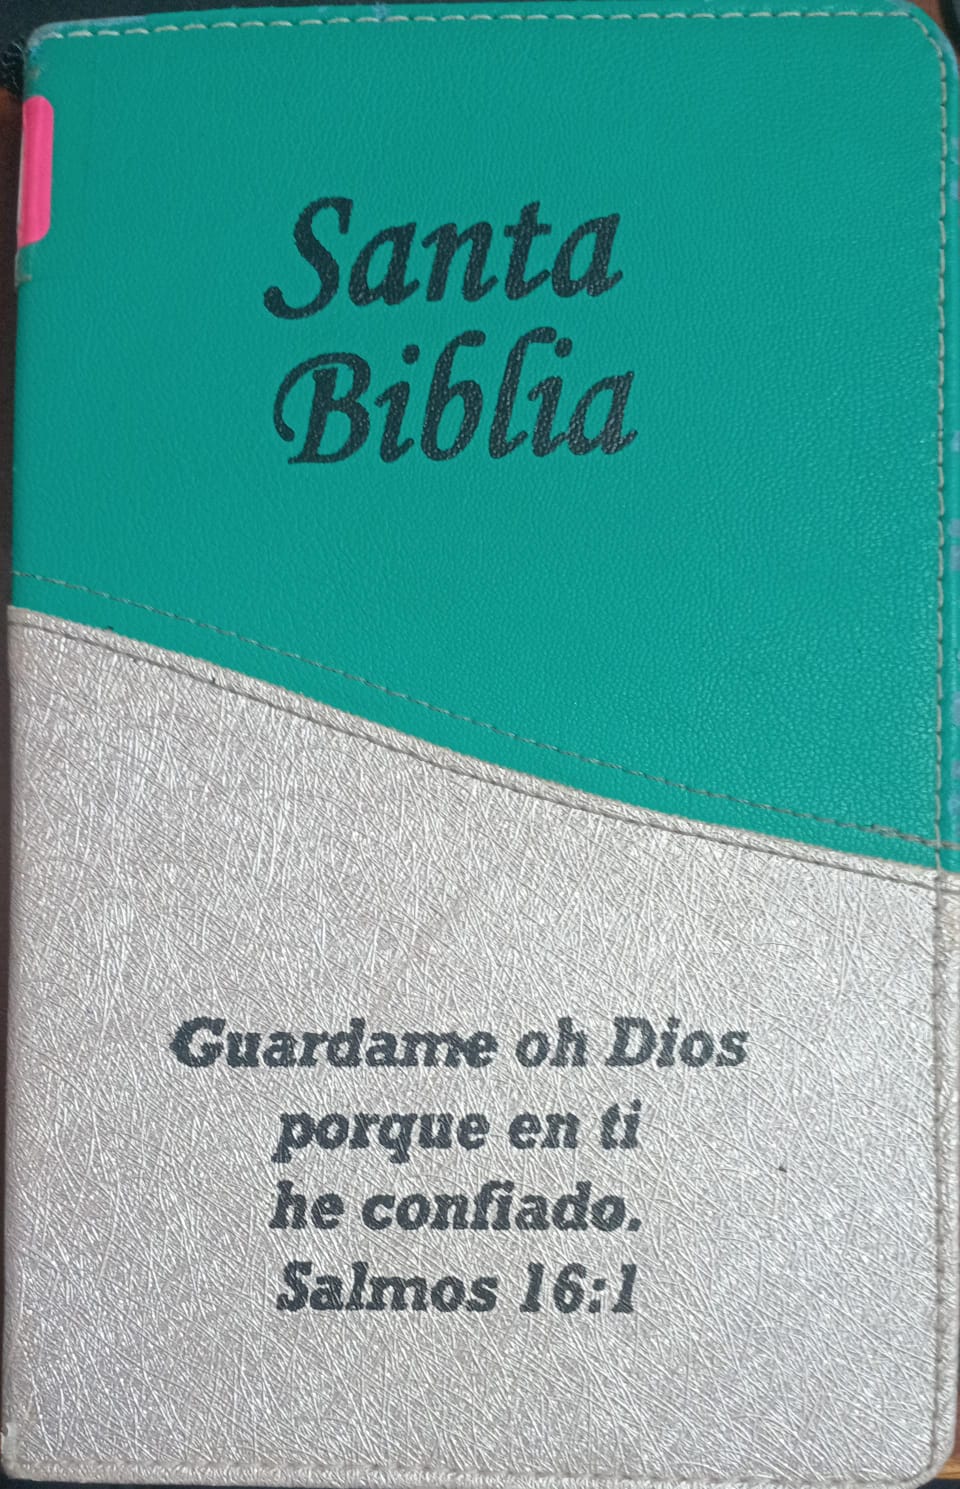 Santa
Biblia
Guardame oh Dios
porque en ti
he confiado.
Salmos 16:1